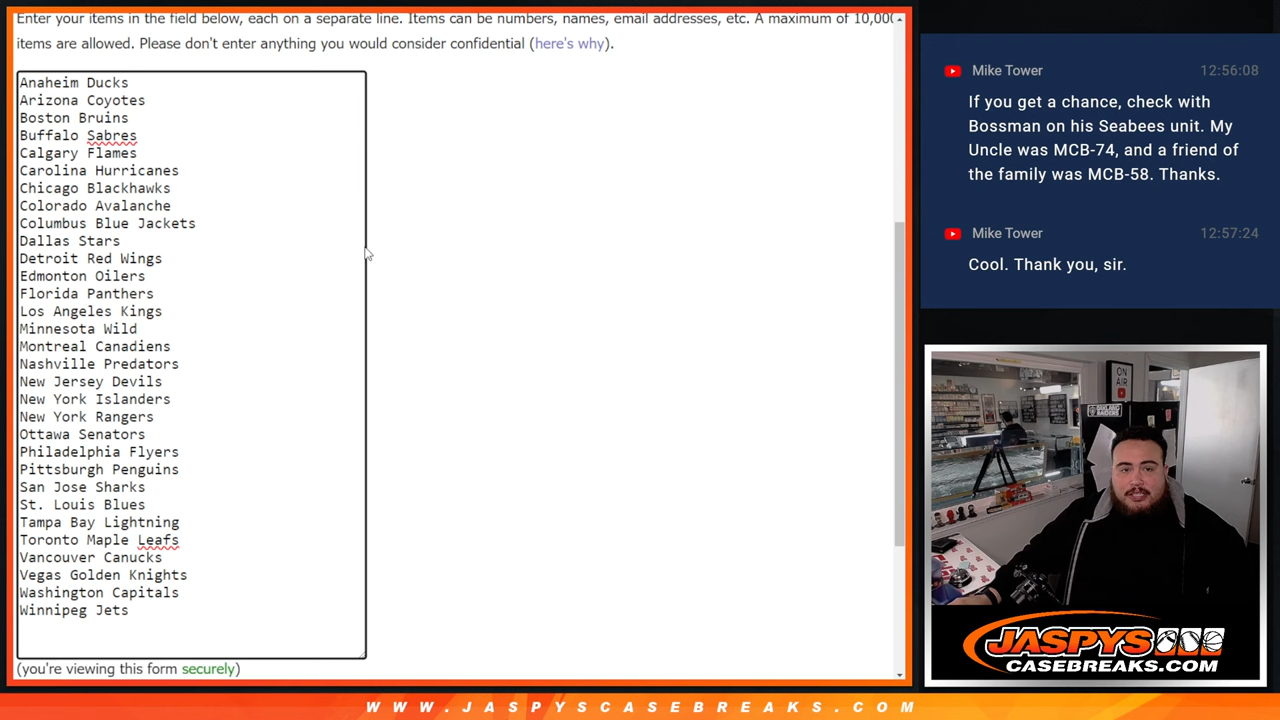 Enter your items in the field below, each on a separate line. Items can be numbers, names, email addresses, etc. A maximum of 10,000
items are allowed. Please don't enter anything you would consider confidential (here's why).
Anaheim Ducks
Arizona Coyotes
Boston Bruins
Buffalo Sabres
Calgary Flames
Carolina Hurricanes
Chicago Blackhawks
Colorado Avalanche
Columbus Blue Jackets
Dallas Stars
Detroit Red Wings
Edmonton Oilers
Florida Panthers
Los Angeles Kings
Minnesota Wild
Montreal Canadiens
Nashville Predators
New Jersey Devils
New York Islanders
New York Rangers
Ottawa Senators
Philadelphia Flyers
Pittsburgh Penguins
San Jose Sharks
St. Louis Blues
Tampa Bay Lightning
Toronto Maple Leafs
Vancouver Canucks
Vegas Golden Knights
Washington Capitals
Winnipeg Jets
(you're viewing this form securely)
Mike Tower 12:56:08
If you get a chance, check with
Bossman on his Seabees unit. My
Uncle was MCB-74, and a friend of
the family was MCB-58. Thanks.
Mike Tower 12:57:24
Cool. Thank you, sir.
ON
AIR
JASPYS
CASEBREAKS.COM
WWW.JASPYSCASEBREAKS.COM